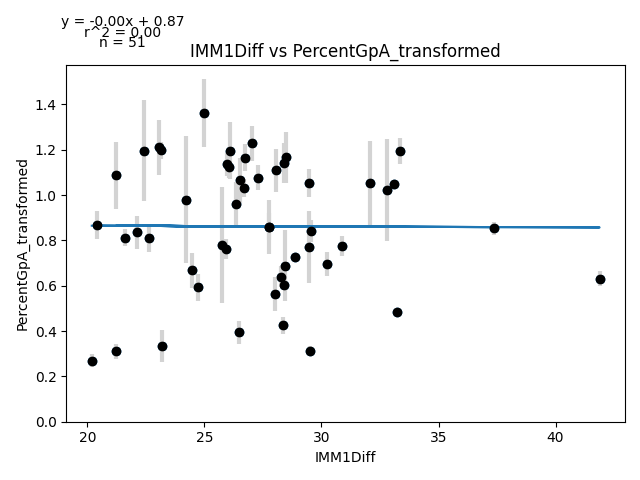 y = -0.00x + 0.87
r^2 = 0.00
n = 51
IMM1Diff vs PercentGpA_transformed
PercentGpA_transformed
1.4
1.2
1.0
0.8
0.6
0.4
0.2
0.0
20 25 30 35 40
IMM1Diff